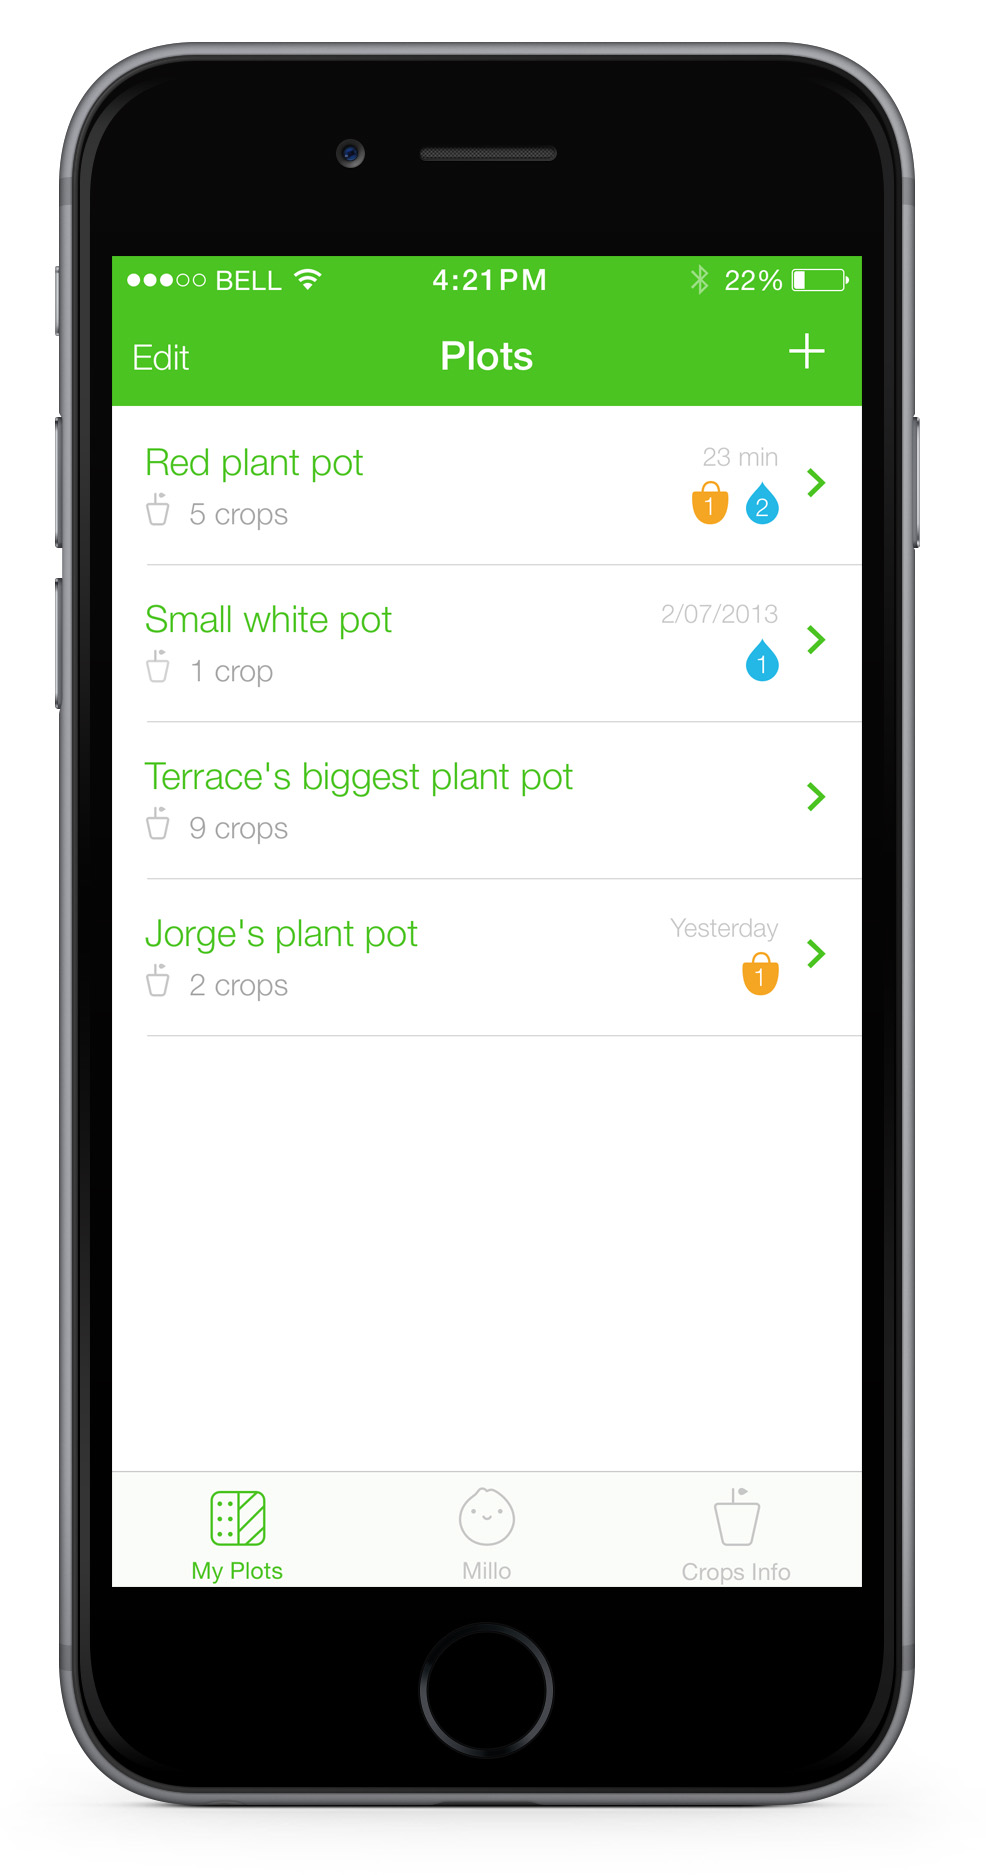 BELL 4:21PM 22%
Edit Plots
Red plant pot 23 min
5 crops 1 2
Small white pot 2/07/2013
1 crop 1
Terrace's biggest plant pot
9 crops
Jorge's plant pot Yesterday
2 crops 1
My Plots Millo Crops Info